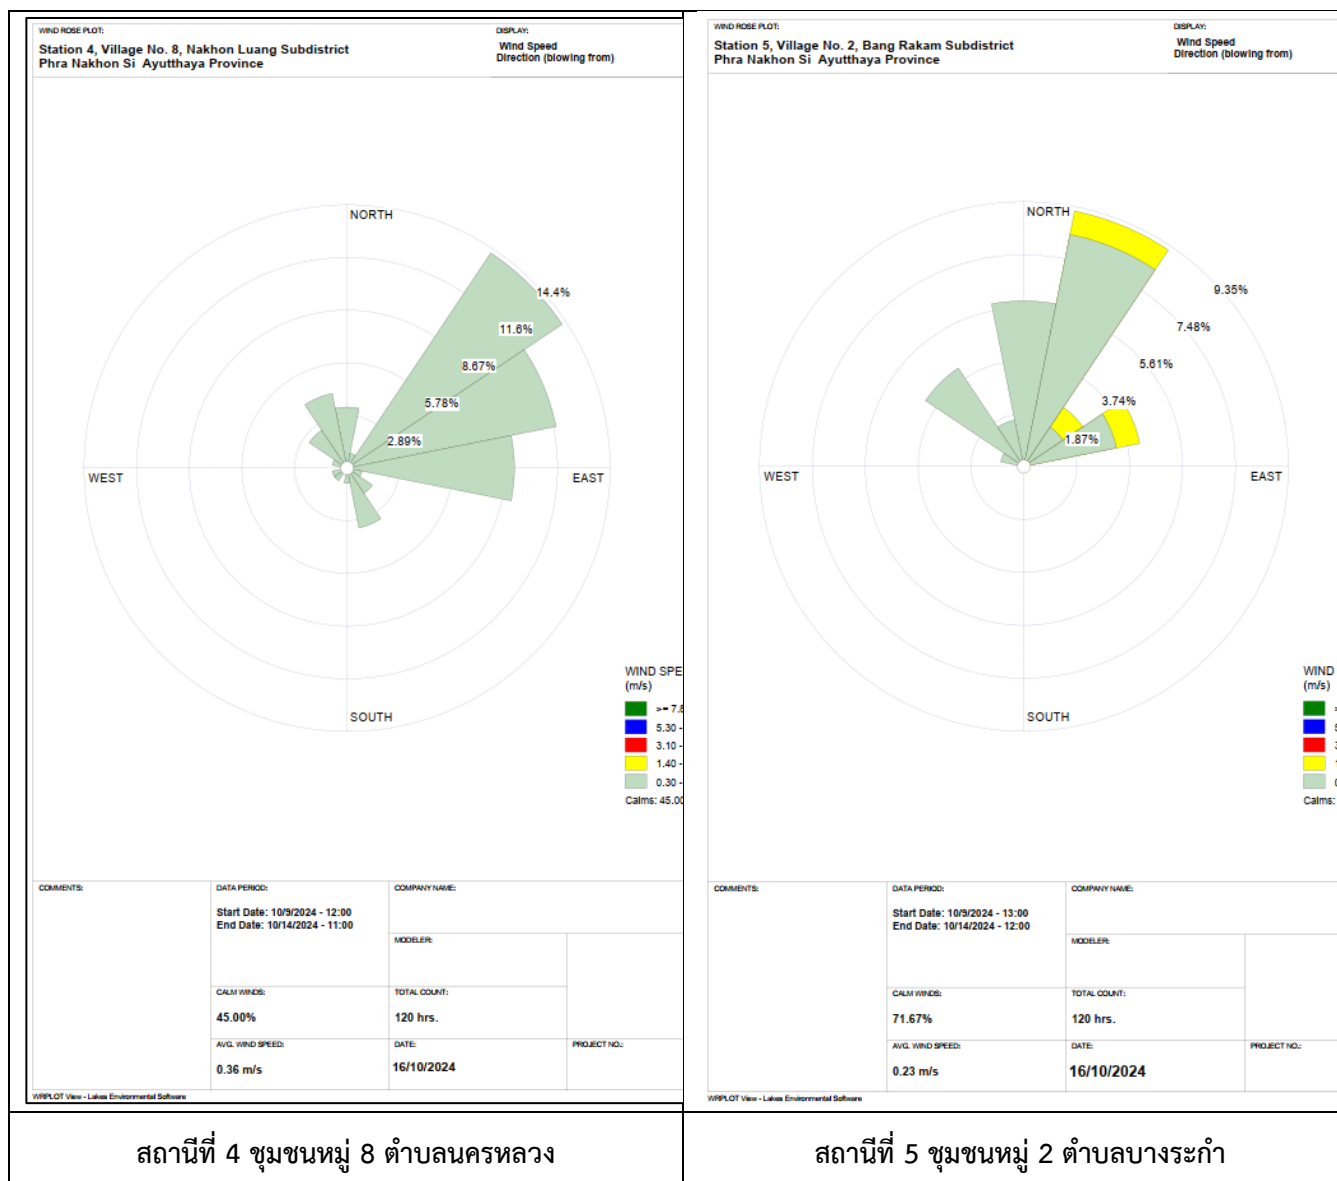 WIND ROSE PLOT:
Station 4, Village No. 8, Nakhon Luang Subdistrict
Phra Nakhon Si Ayutthaya Province
DISPLAY:
Wind Speed
Direction (blowing from)
NORTH
14.4%
11.6%
8.67%
5.78%
2.89%
WEST
EAST
SOUTH
WIND SPE
(m/s)
>= 7.8
5.30 -
3.10 -
1.40 -
0.30 -
Calms: 45.00
COMMENTS:
DATA PERIOD:
Start Date: 10/9/2024 - 12:00
End Date: 10/14/2024 - 11:00
COMPANY NAME:
MODELER:
CALM WINDS:
45.00%
TOTAL COUNT:
120 hrs.
AVG. WIND SPEED:
0.36 m/s
DATE:
16/10/2024
PROJECT NO.:
WRPLOT View - Lakes Environmental Software
สถานีที่ 4 ชุมชนหมู่ 8 ตำบลนครหลวง
WIND ROSE PLOT:
Station 5, Village No. 2, Bang Rakam Subdistrict
Phra Nakhon Si Ayutthaya Province
DISPLAY:
Wind Speed
Direction (blowing from)
NORTH
9.35%
7.48%
5.61%
3.74%
1.87%
WEST
EAST
SOUTH
WIND
(m/s)
Calms:
COMMENTS:
DATA PERIOD:
Start Date: 10/9/2024 - 13:00
End Date: 10/14/2024 - 12:00
COMPANY NAME:
MODELER:
CALM WINDS:
71.67%
TOTAL COUNT:
120 hrs.
AVG. WIND SPEED:
0.23 m/s
DATE:
16/10/2024
PROJECT NO.:
WRPLOT View - Lakes Environmental Software
สถานีที่ 5 ชุมชนหมู่ 2 ตำบลบางระกำ